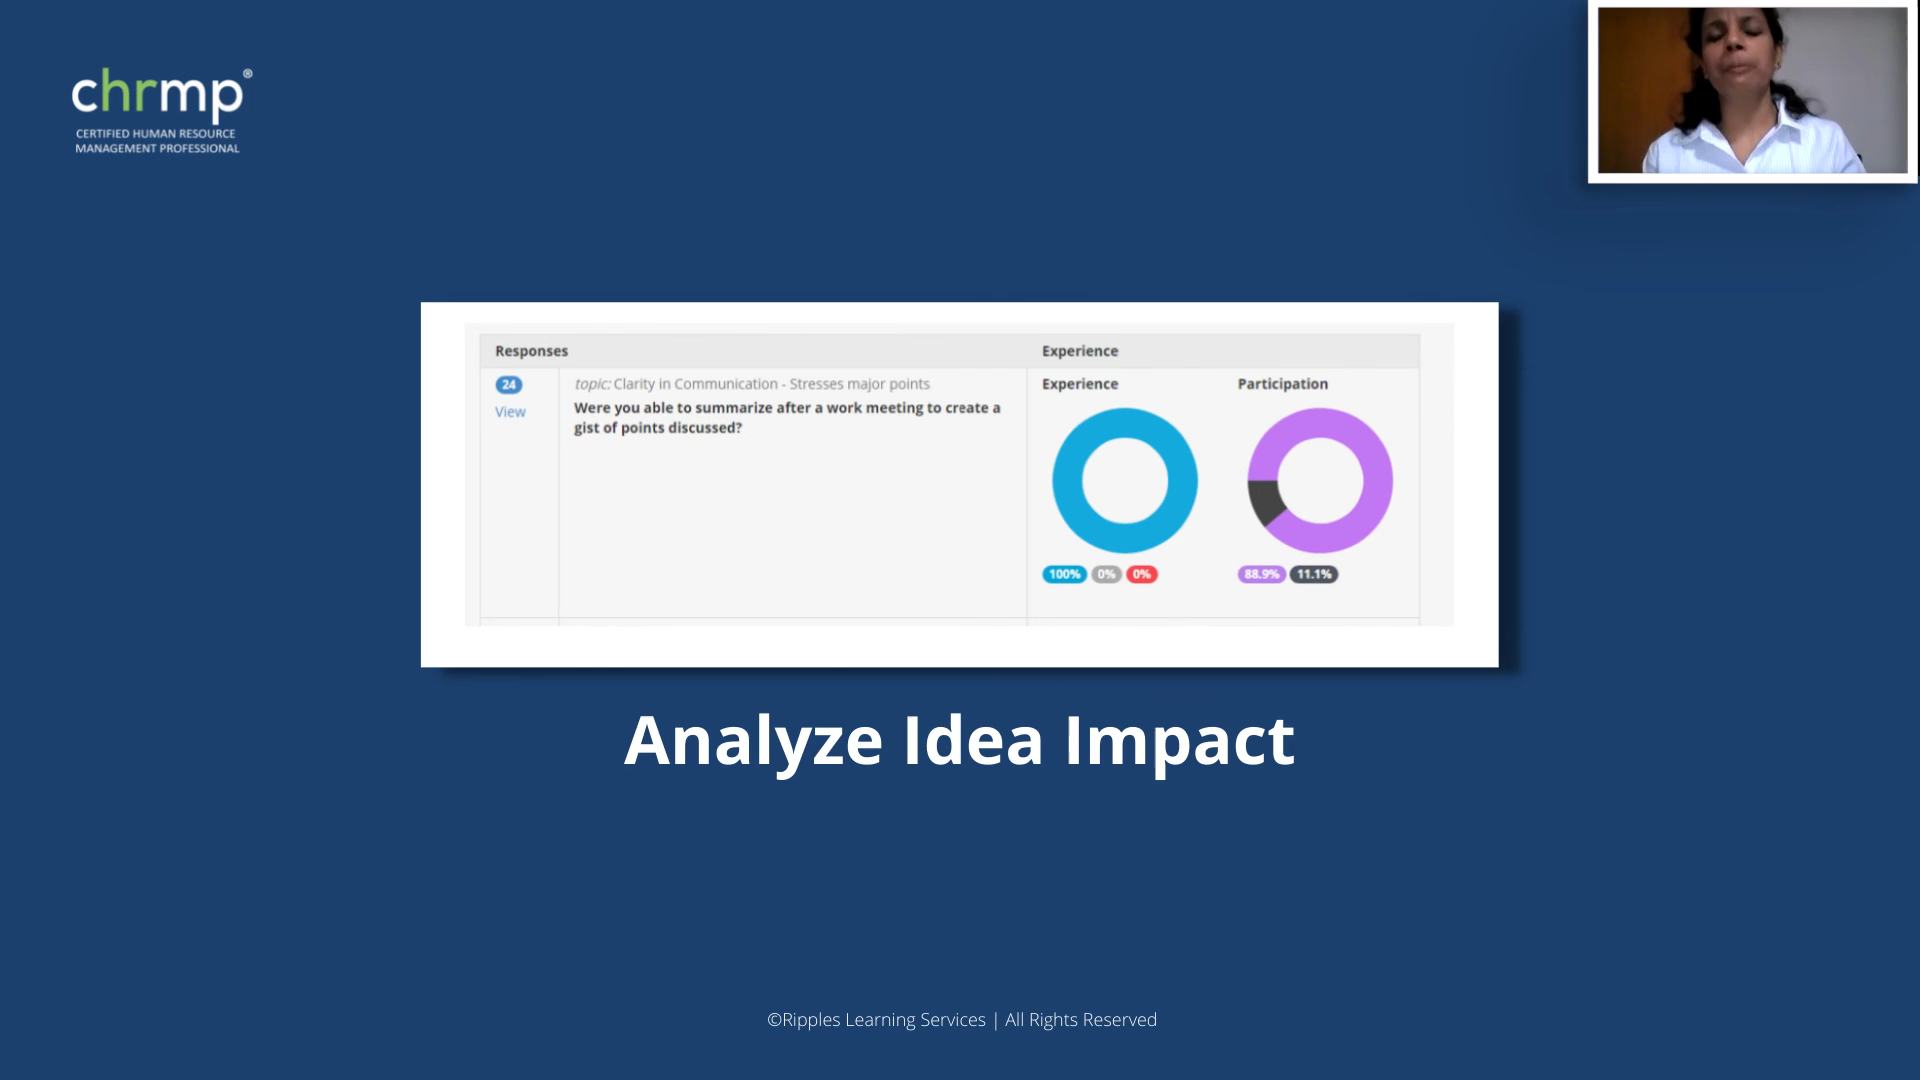 chrmp®
CERTIFIED HUMAN RESOURCE
MANAGEMENT PROFESSIONAL
Responses
Experience
24
View
topic: Clarity in Communication - Stresses major points
Were you able to summarize after a work meeting to create a
gist of points discussed?
Experience
Participation
100% 0% 0%
88.9% 11.1%
Analyze Idea Impact
©Ripples Learning Services | All Rights Reserved